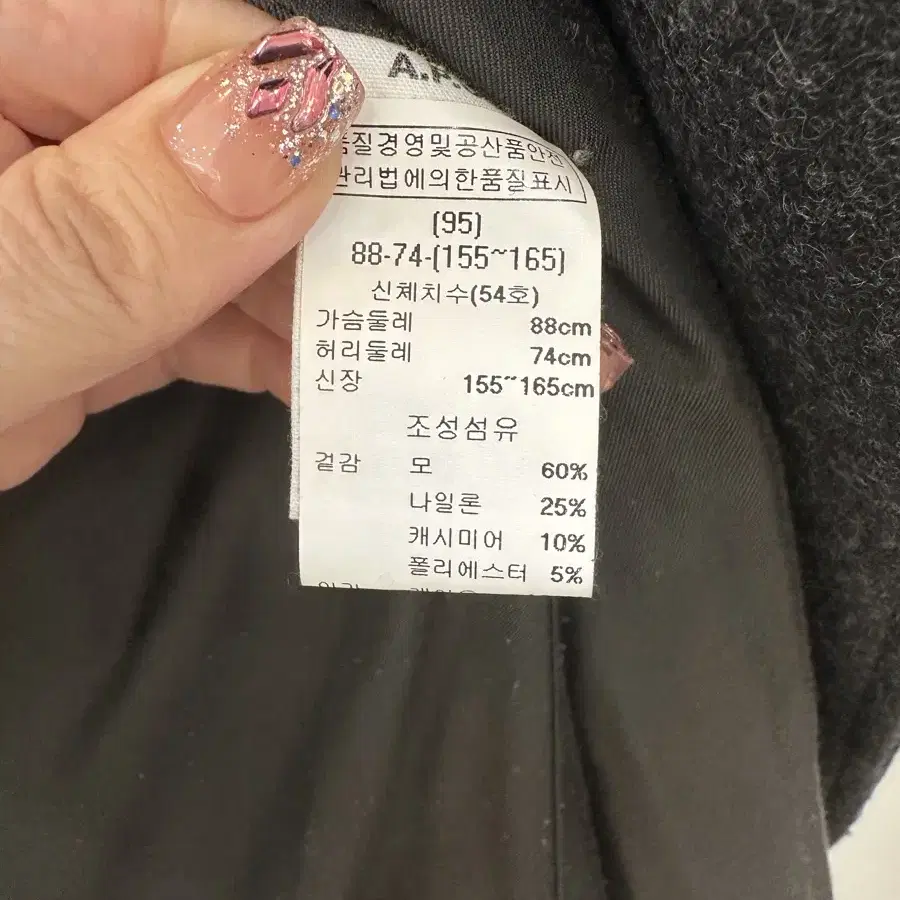 A.P.
품질경영및공산품안전
관리법에의한품질표시
(95)
88-74-(155~165)
신체치수(54호)
가슴둘레 88cm
허리둘레 74cm
신장 155~165cm
조성섬유
겉감 모 60%
나일론 25%
캐시미어 10%
폴리에스터 5%